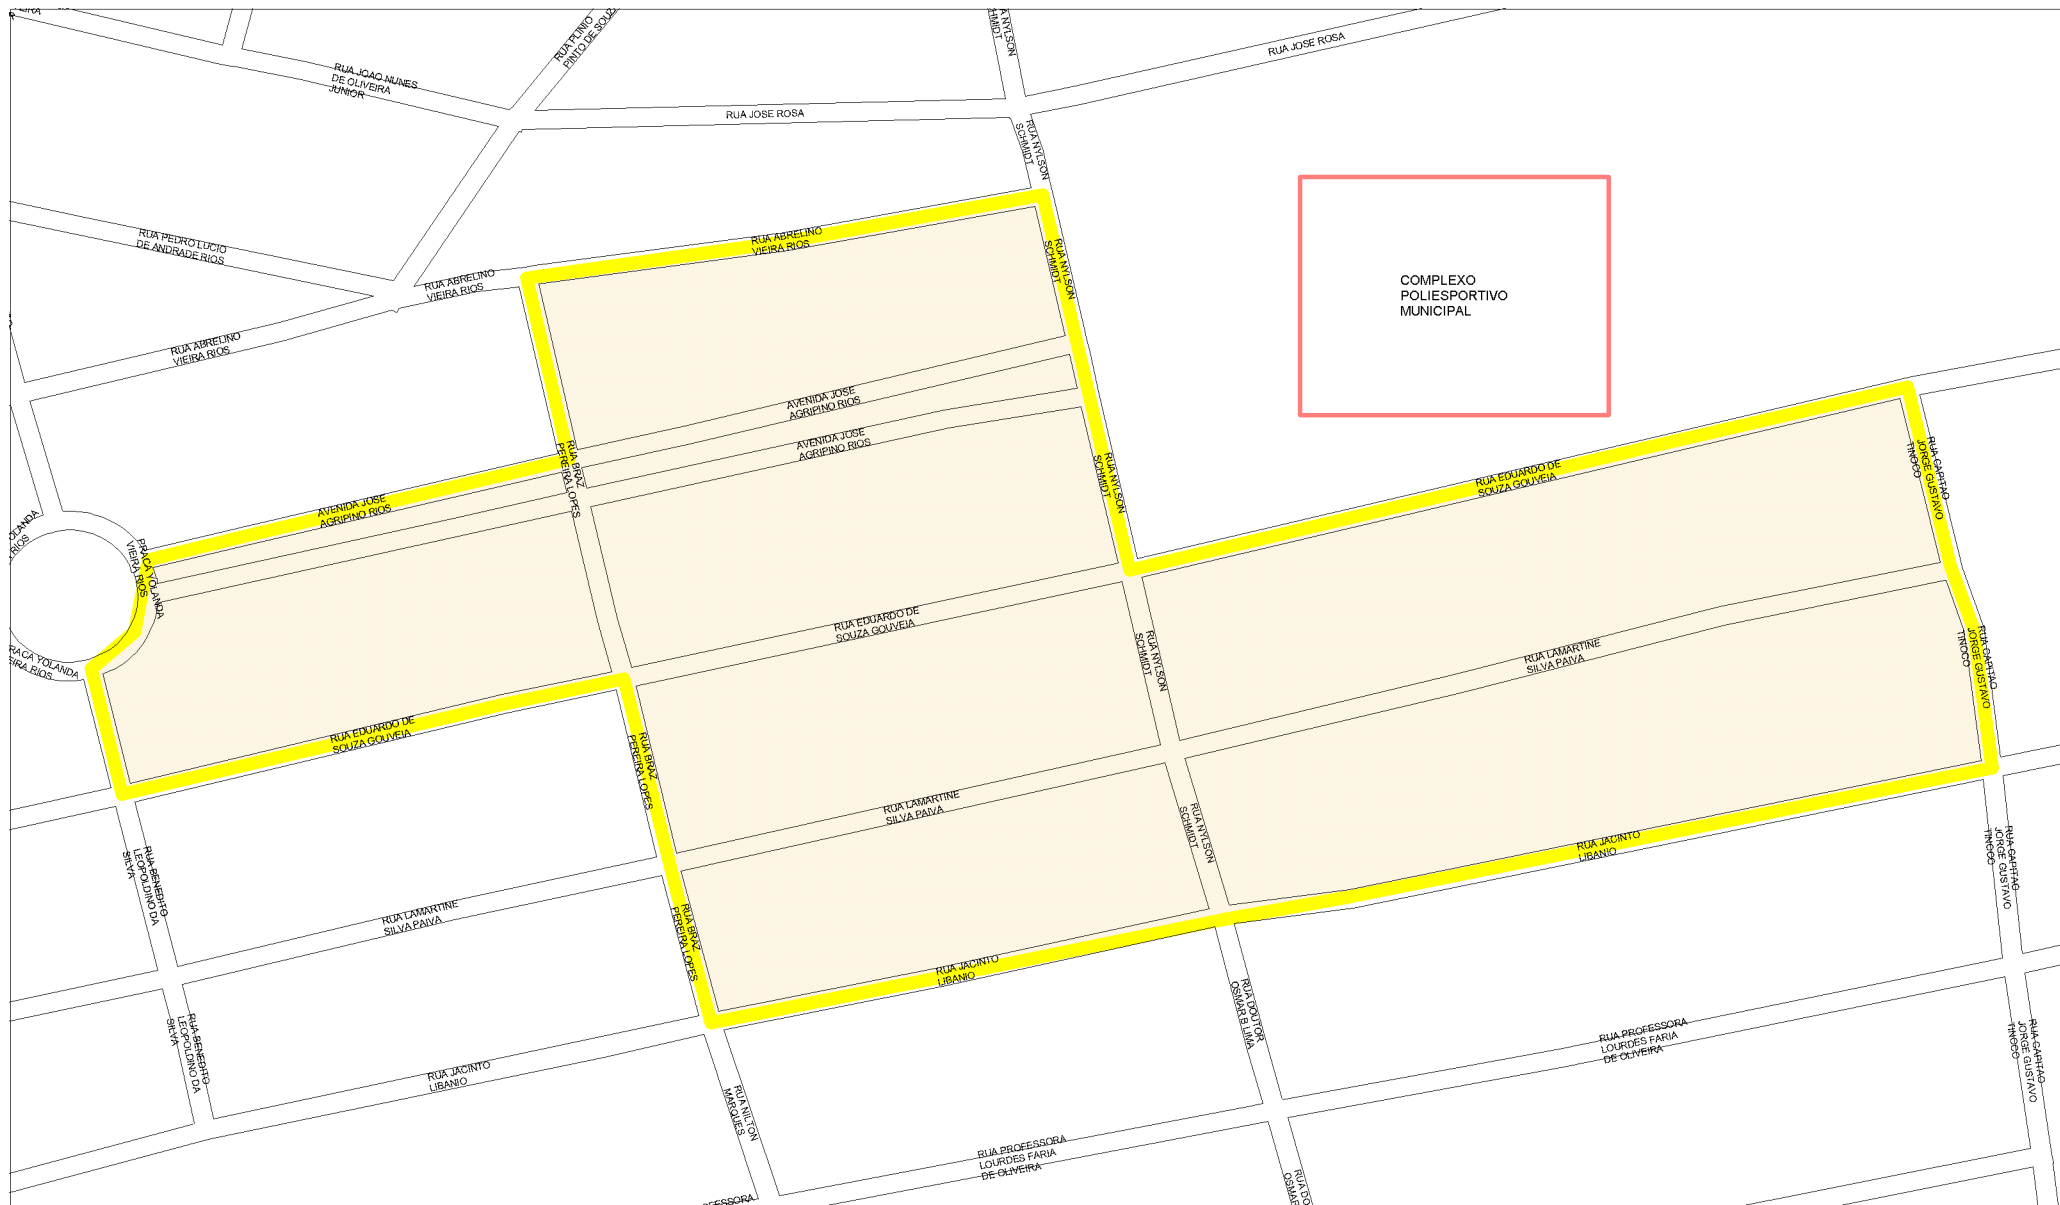 RUA PLINIO
PINTO DE SOUZ
A NYLSON
HMIDT
RUA JOSE ROSA
RUA JOAO NUNES
DE OLIVEIRA
JUNIOR
RUA JOSE ROSA
RUA NYLSON
SCHMIDT
RUA PEDRO LUCIO
DE ANDRADE RIOS
RUA ABRELINO
VIEIRA RIOS
RUA ABRELINO
VIEIRA RIOS
RUA NYLSON
SCHMIDT
COMPLEXO
POLIESPORTIVO
MUNICIPAL
RUA ABRELINO
VIEIRA RIOS
AVENIDA JOSE
AGRIPINO RIOS
AVENIDA JOSE
AGRIPINO RIOS
RUA BRAZ
PEREIRA LOPES
RUA NYLSON
SCHMIDT
RUA EDUARDO DE
SOUZA GOUVEIA
RUA CAPITAO
JORGE GUSTAVO
TINOCO
AVENIDA JOSE
AGRIPINO RIOS
OLANDA
RIOS
PRACA YOLANDA
VIEIRA RIOS
RUA EDUARDO DE
SOUZA GOUVEIA
RUA NYLSON
SCHMIDT
RUA LAMARTINE
SILVA PAIVA
RUA CAPITAO
JORGE GUSTAVO
TINOCO
RACA YOLANDA
EIRA RIOS
RUA EDUARDO DE
SOUZA GOUVEIA
RUA BRAZ
PEREIRA LOPES
RUA LAMARTINE
SILVA PAIVA
RUA NYLSON
SCHMIDT
RUA JACINTO
LIBANIO
RUA CAPITAO
JORGE GUSTAVO
TINOCO
RUA BENEDITO
LEOPOLDINO DA
SILVA
RUA LAMARTINE
SILVA PAIVA
RUA BRAZ
PEREIRA LOPES
RUA JACINTO
LIBANIO
RUA DOUTOR
OSMAR B LIMA
RUA PROFESSORA
LOURDES FARIA
DE OLIVEIRA
RUA CAPITAO
JORGE GUSTAVO
TINOCO
RUA BENEDITO
LEOPOLDINO DA
SILVA
RUA JACINTO
LIBANIO
RUA NILTON
MARQUES
RUA PROFESSORA
LOURDES FARIA
DE OLIVEIRA
RUA DO
OSMAR
FESSORA